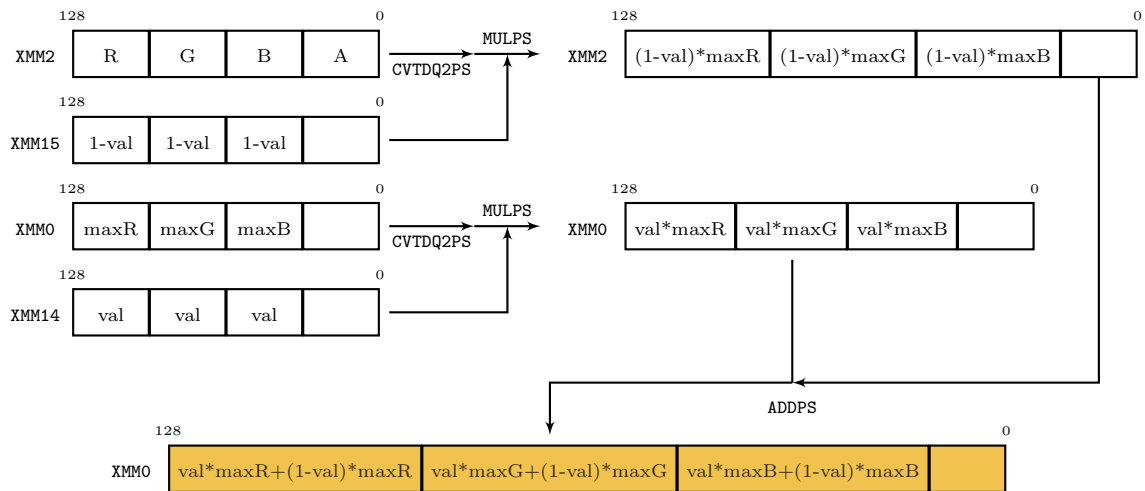 128 0
XMM2 R G B A
CVTDQ2PS
MULPS
128 0
XMM2 (1-val)*maxR (1-val)*maxG (1-val)*maxB
128 0
XMM15 1-val 1-val 1-val
128 0
XMM0 maxR maxG maxB
CVTDQ2PS
MULPS
128 0
XMM0 val*maxR val*maxG val*maxB
128 0
XMM14 val val val
ADDPS
128 0
XMM0 val*maxR+(1-val)*maxR val*maxG+(1-val)*maxG val*maxB+(1-val)*maxB